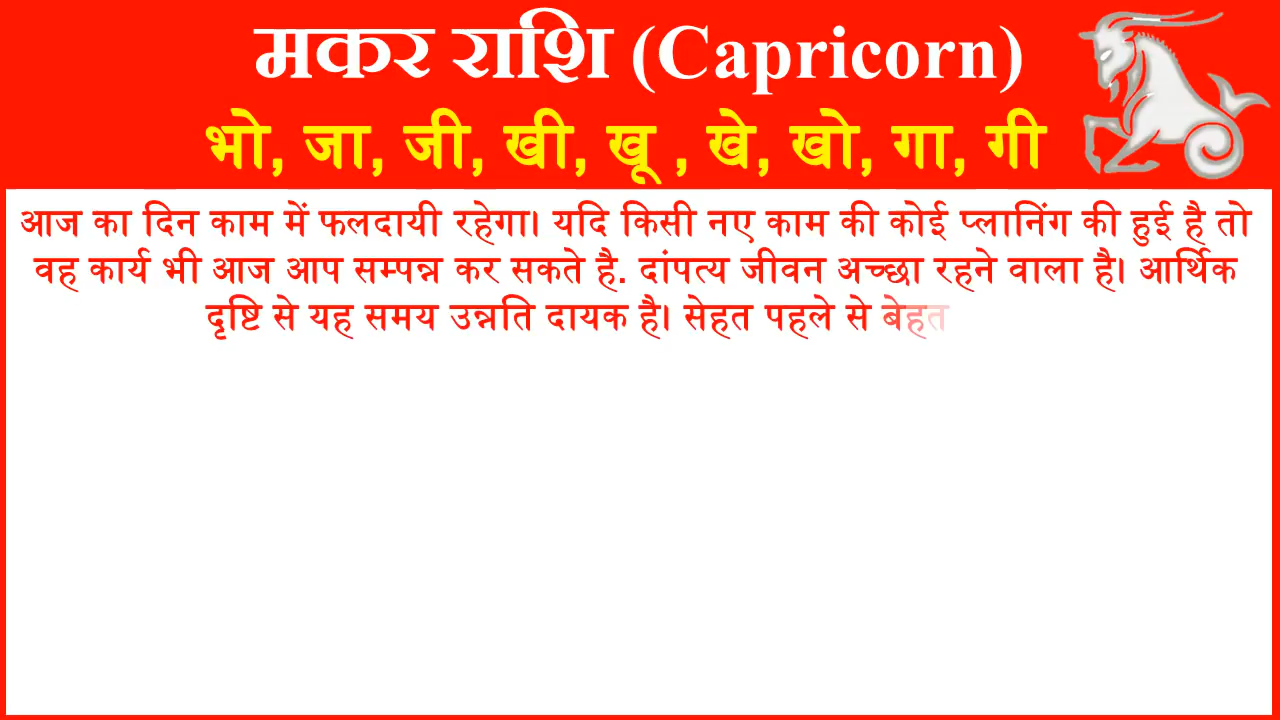 मकर राशि (Capricorn)
भो, जा, जी, खी, खू , खे, खो, गा, गी
आज का दिन काम में फलदायी रहेगा। यदि किसी नए काम की कोई प्लानिंग की हुई है तो
वह कार्य भी आज आप सम्पन्न कर सकते है. दांपत्य जीवन अच्छा रहने वाला है। आर्थिक
दृष्टि से यह समय उन्नति दायक है। सेहत पहले से बेहत